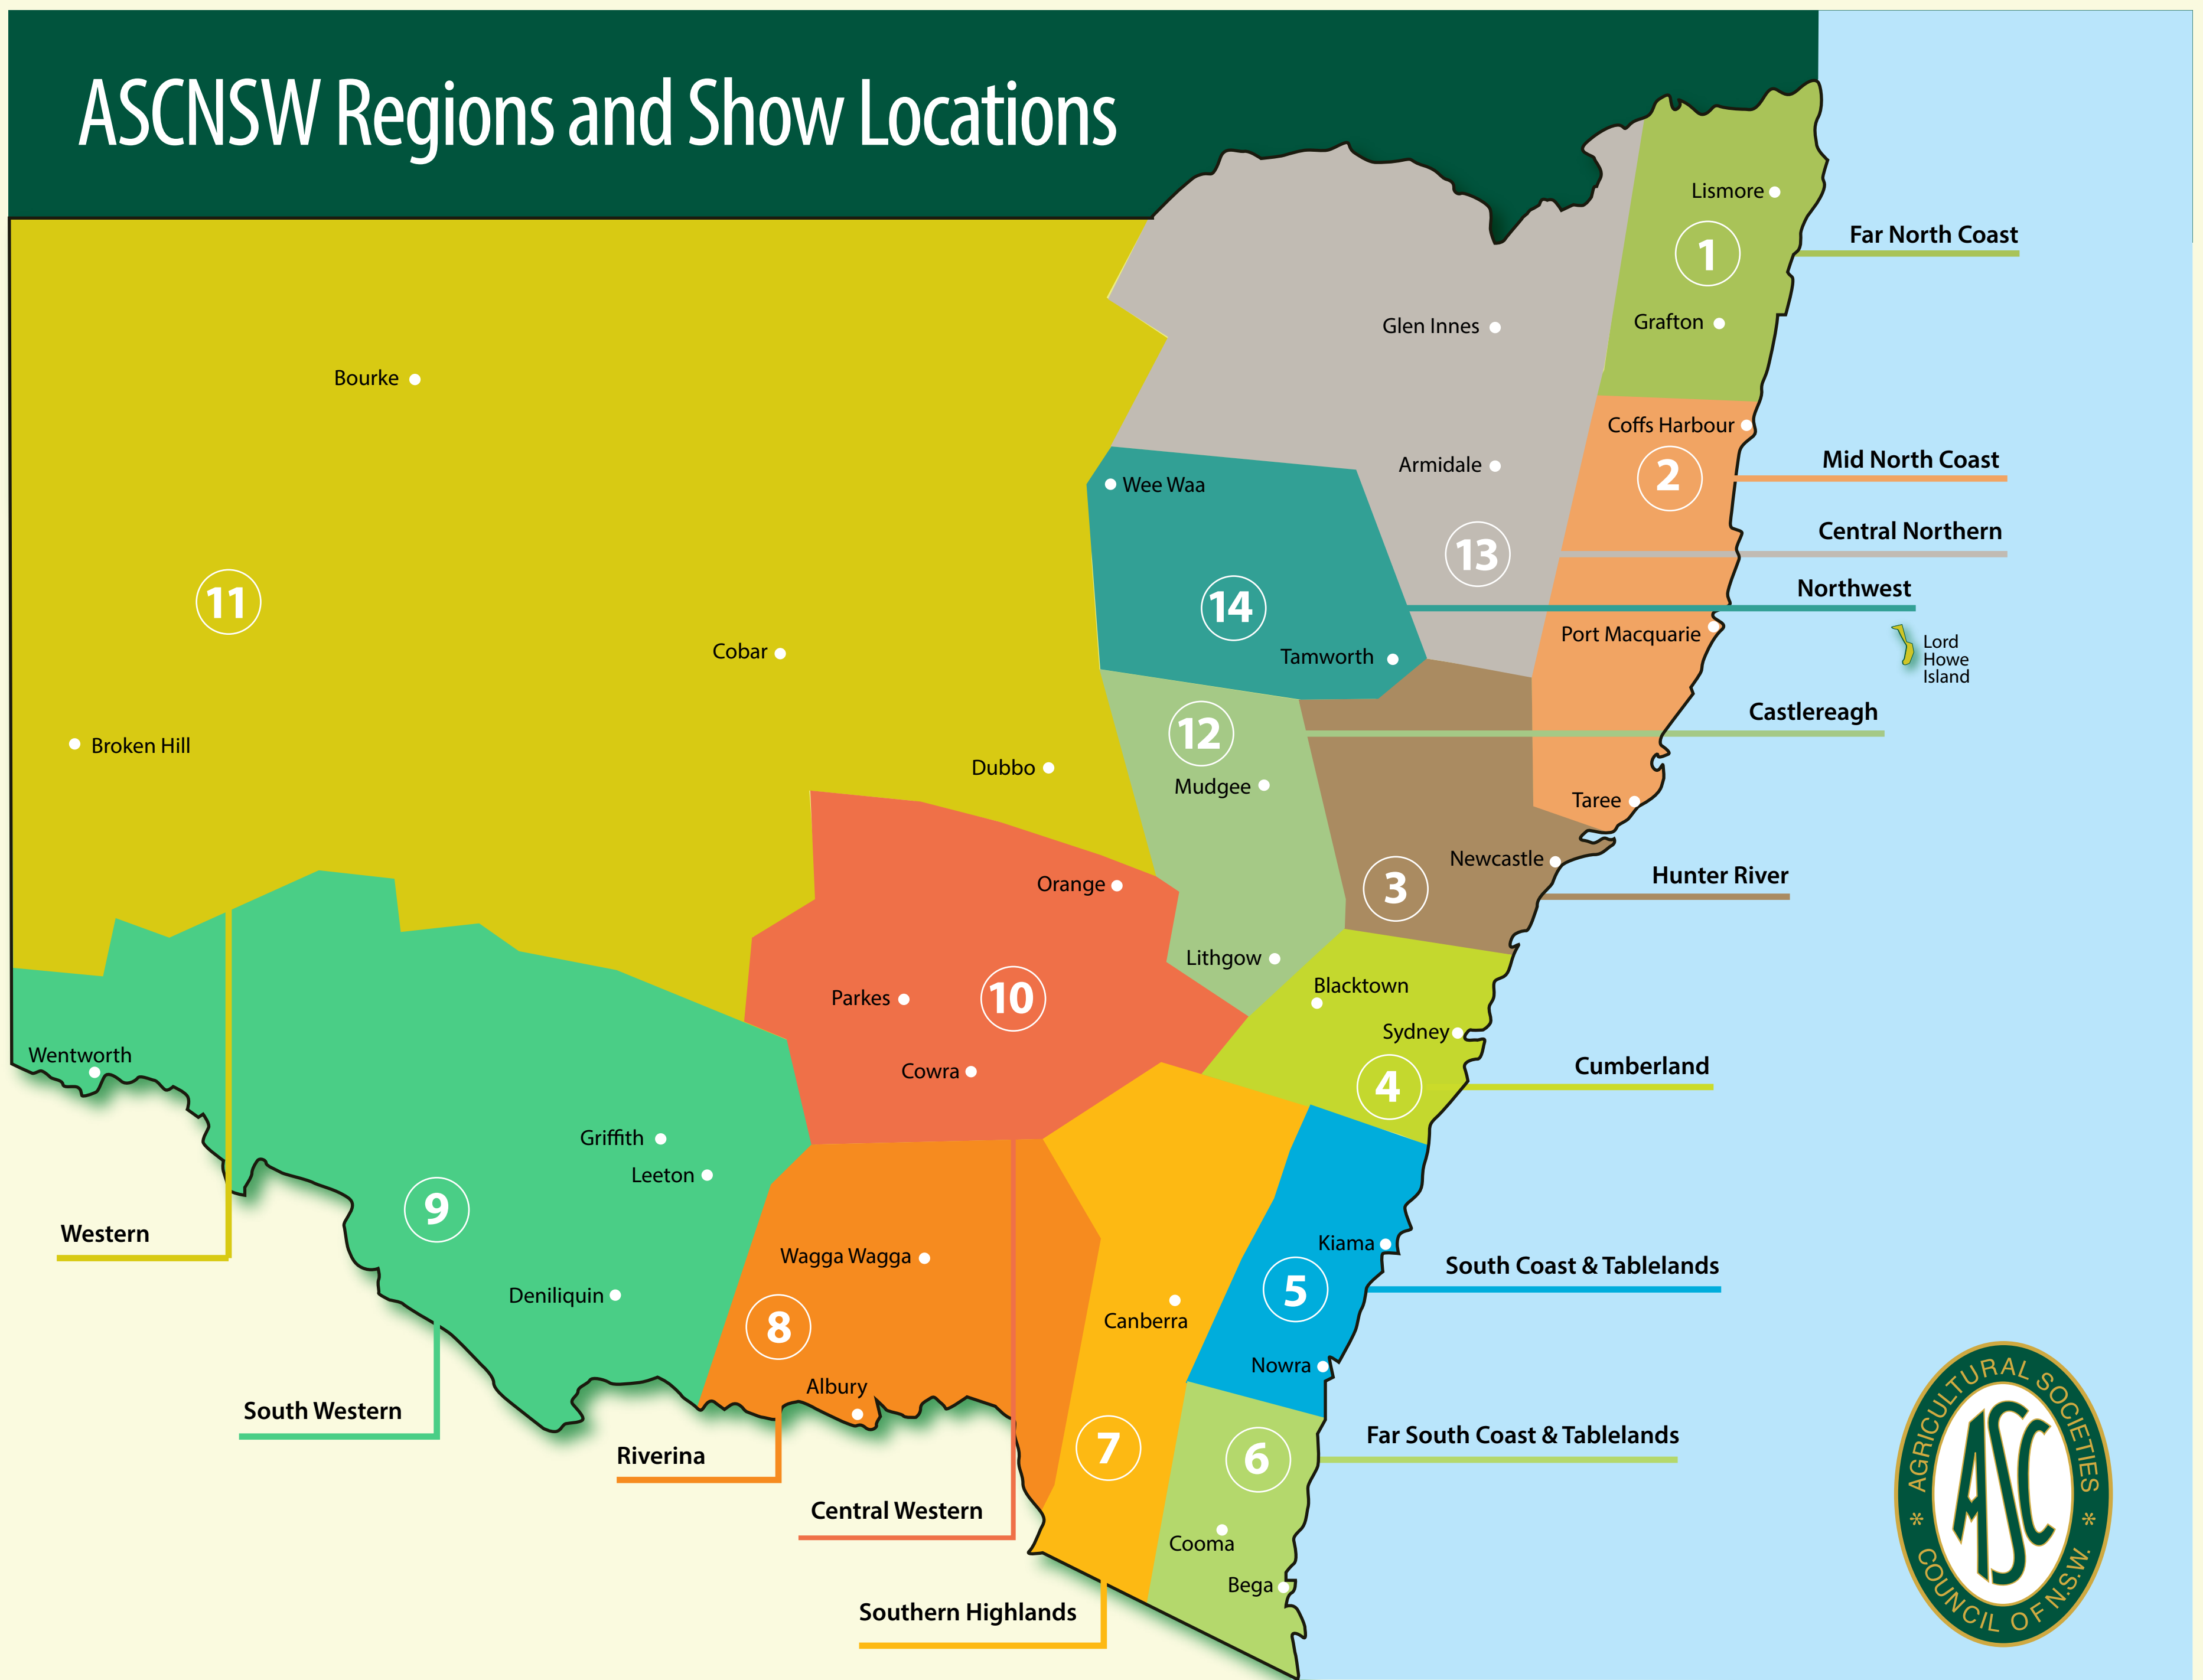 ASCNSW Regions and Show Locations
Lismore
1
Far North Coast
Grafton
Glen Innes
Bourke
Coffs Harbour
2
Mid North Coast
Armidale
Wee Waa
13
Central Northern
11
14
Northwest
Port Macquarie
Lord
Howe
Island
Cobar
Tamworth
12
Castlereagh
Broken Hill
Dubbo
Mudgee
Taree
Newcastle
3
Hunter River
Orange
Lithgow
Blacktown
Parkes
10
Sydney
Wentworth
Cowra
4
Cumberland
Griffith
Leeton
9
Western
Wagga Wagga
Kiama
5
South Coast & Tablelands
Deniliquin
8
Canberra
Nowra
Albury
South Western
Riverina
7
6
Far South Coast & Tablelands
Central Western
Cooma
Bega
Southern Highlands
AGRICULTURAL SOCIETIES
ASC
* COUNCIL OF N.S.W. *